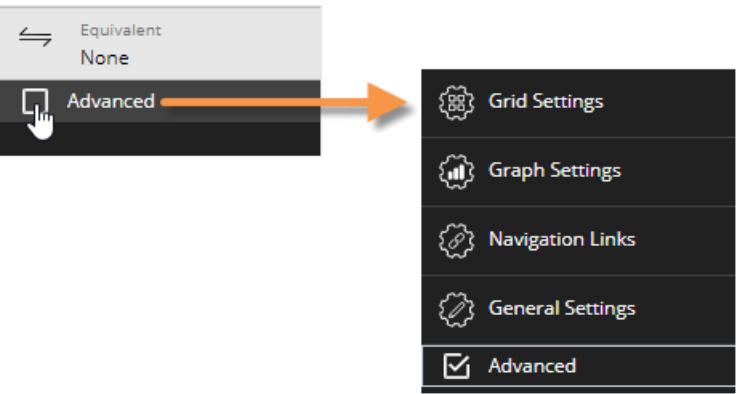 Equivalent
None
Advanced
Grid Settings
Graph Settings
Navigation Links
General Settings
Advanced